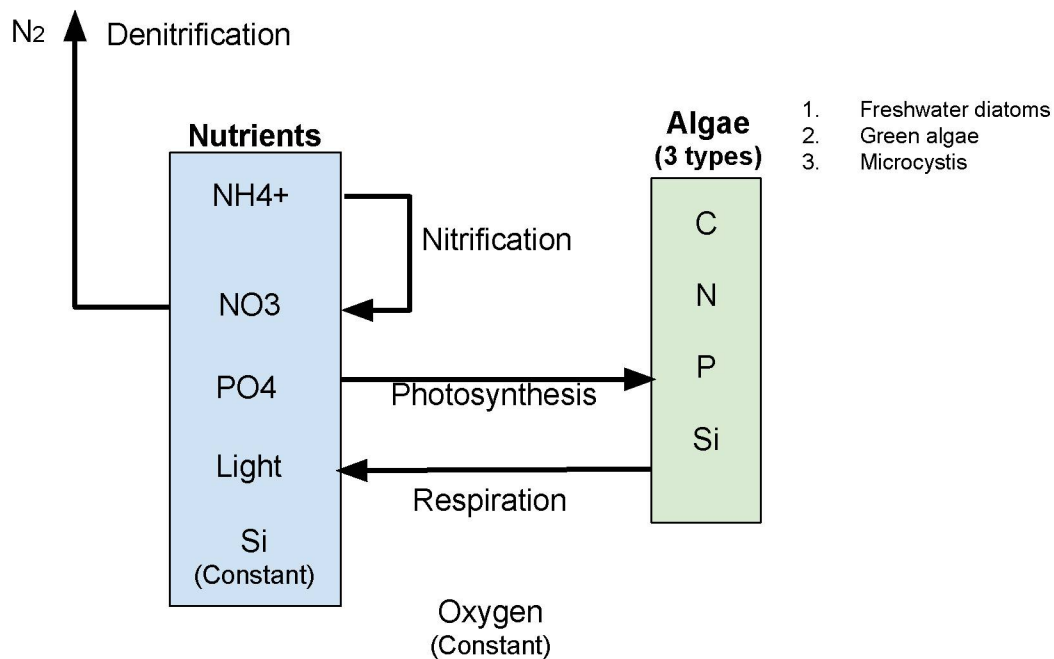 N2 Denitrification
Nutrients
NH4+
NO3
PO4
Light
Si
(Constant)
Nitrification
Photosynthesis
Respiration
Oxygen
(Constant)
Algae
(3 types)
C
N
P
Si
1. Freshwater diatoms
2. Green algae
3. Microcystis